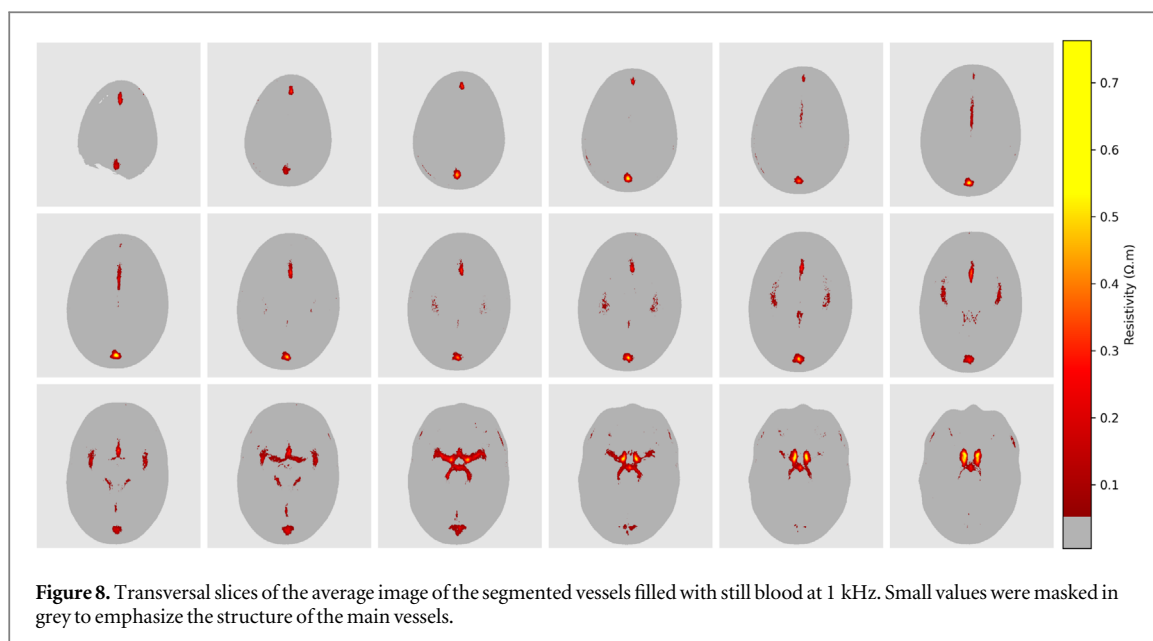 0.7
0.6
0.5
0.4
0.3
0.2
0.1
Resistivity (Ω.m)
Figure 8. Transversal slices of the average image of the segmented vessels filled with still blood at 1 kHz. Small values were masked in
grey to emphasize the structure of the main vessels.